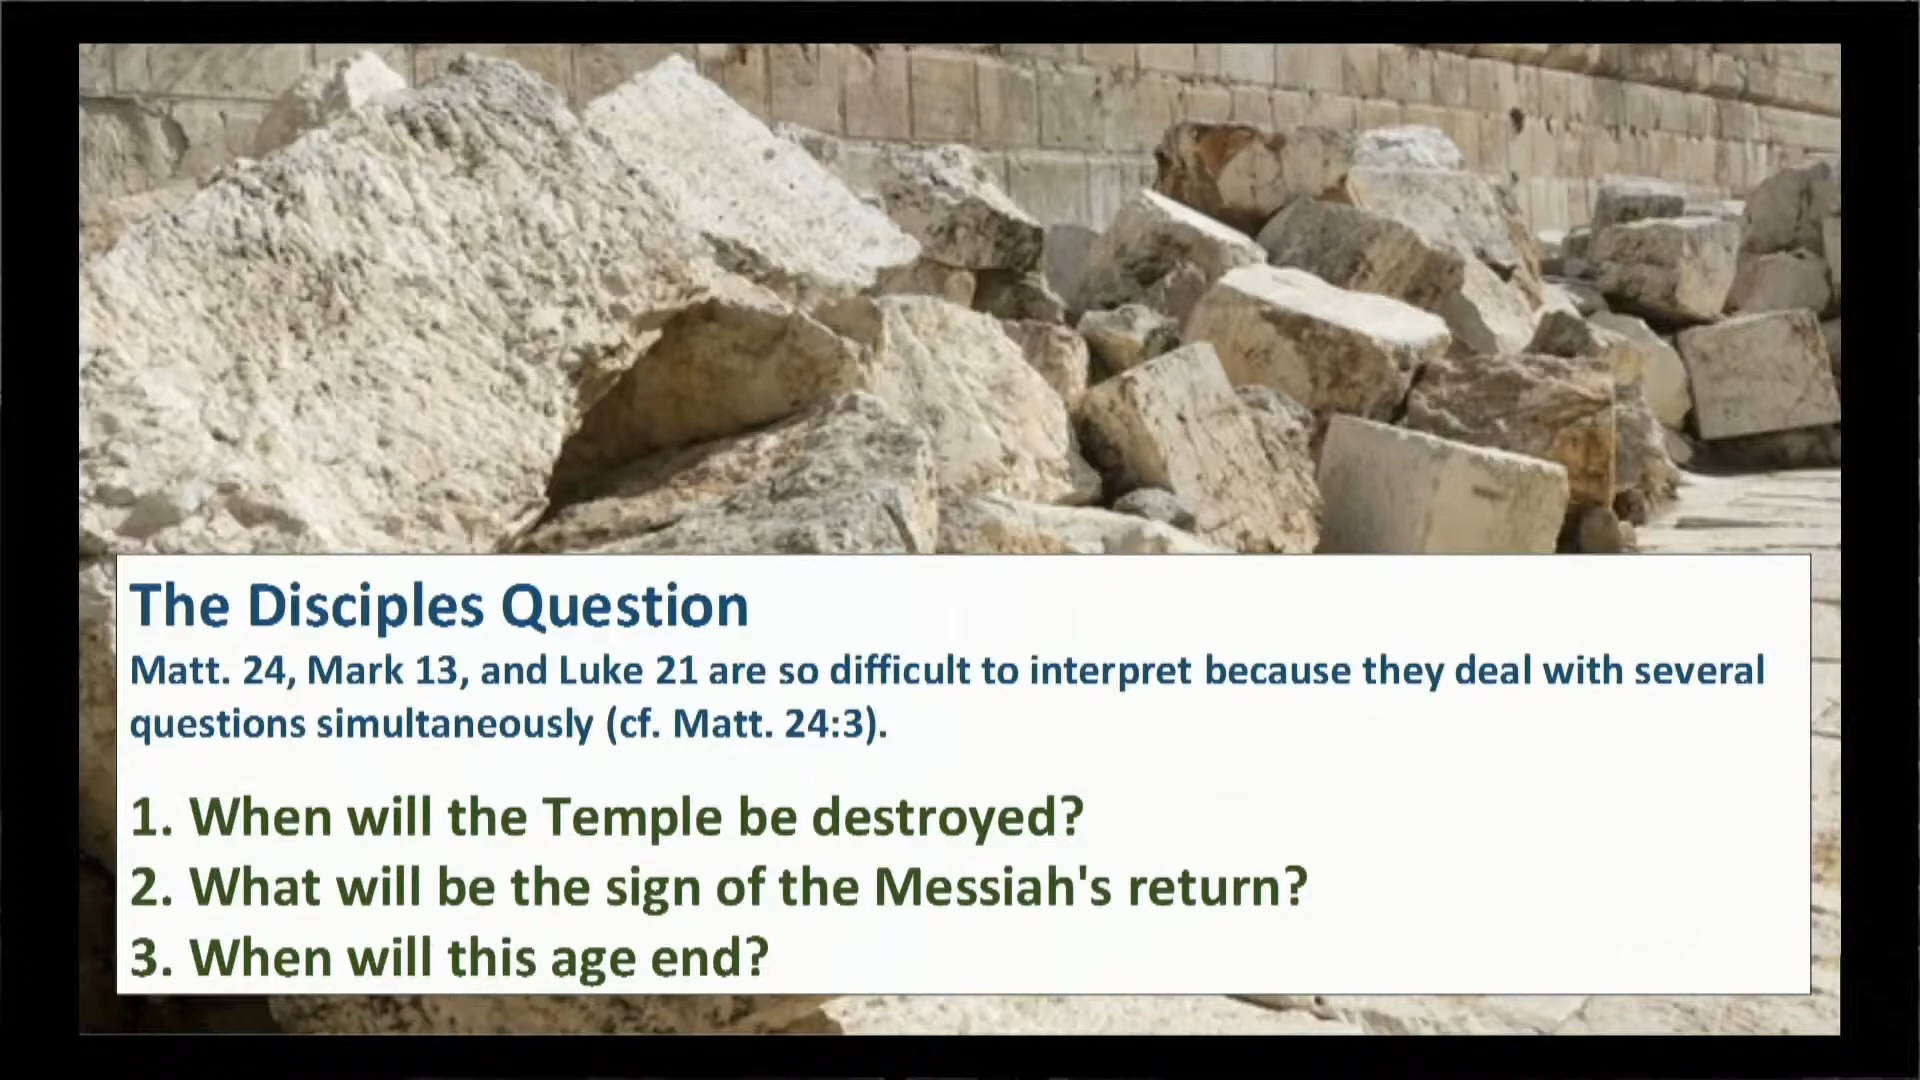 The Disciples Question
Matt. 24, Mark 13, and Luke 21 are so difficult to interpret because they deal with several
questions simultaneously (cf. Matt. 24:3).
1. When will the Temple be destroyed?
2. What will be the sign of the Messiah's return?
3. When will this age end?